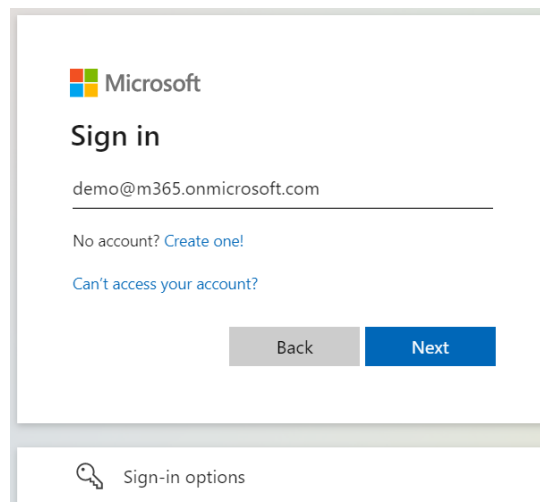 Microsoft
Sign in
demo@m365.onmicrosoft.com
No account? Create one!
Can't access your account?
Back
Next
Sign-in options